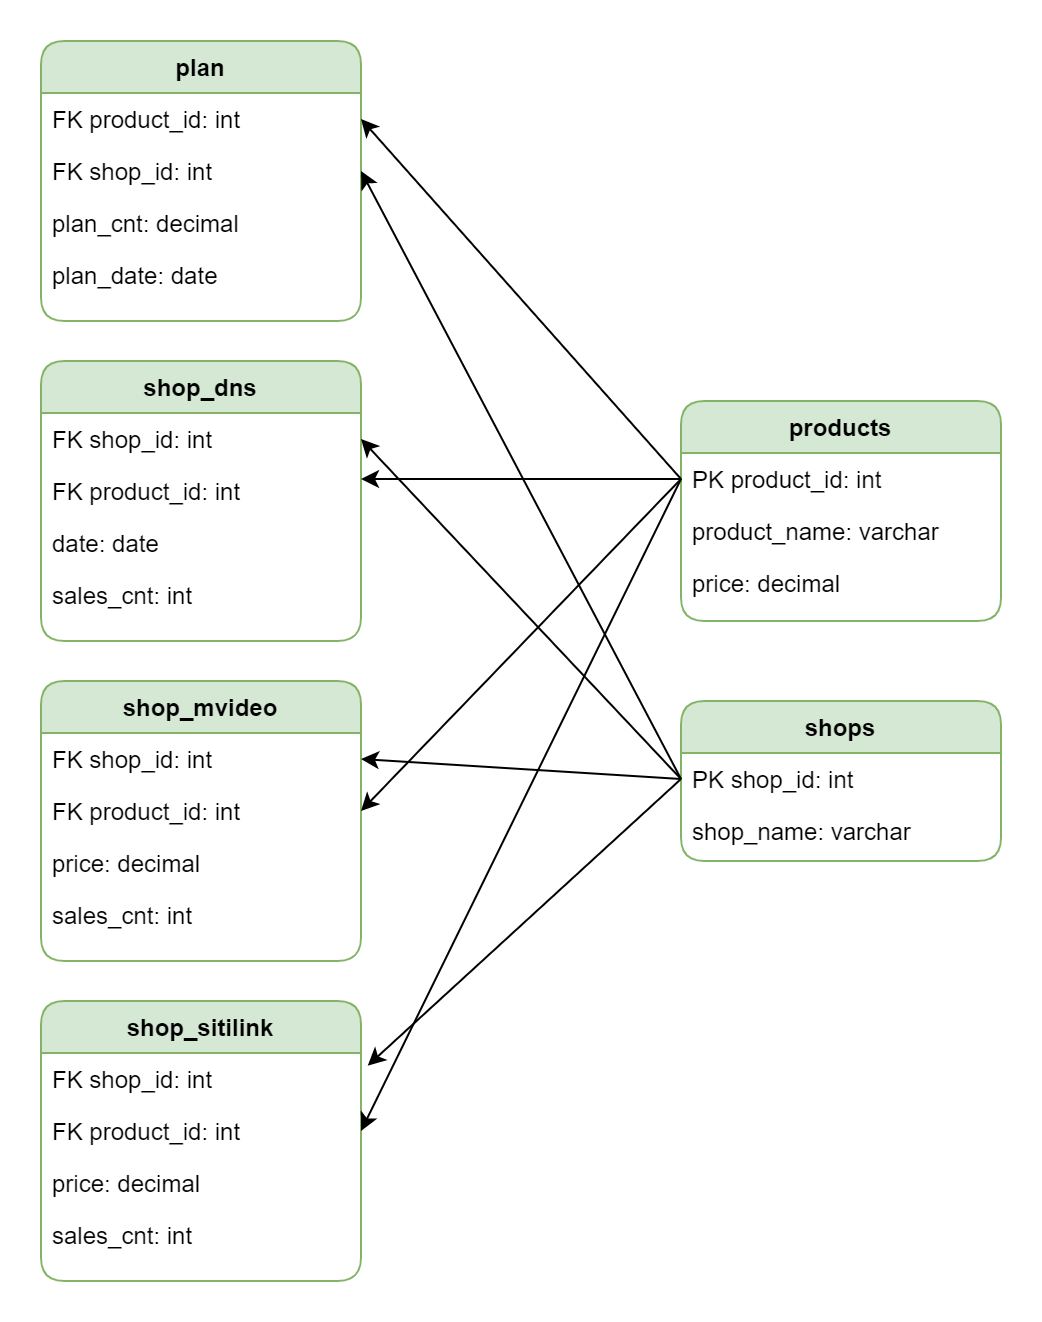 plan
FK product_id: int
FK shop_id: int
plan_cnt: decimal
plan_date: date
shop_dns
FK shop_id: int
FK product_id: int
date: date
sales_cnt: int
shop_mvideo
FK shop_id: int
FK product_id: int
price: decimal
sales_cnt: int
shop_sitilink
FK shop_id: int
FK product_id: int
price: decimal
sales_cnt: int
products
PK product_id: int
product_name: varchar
price: decimal
shops
PK shop_id: int
shop_name: varchar